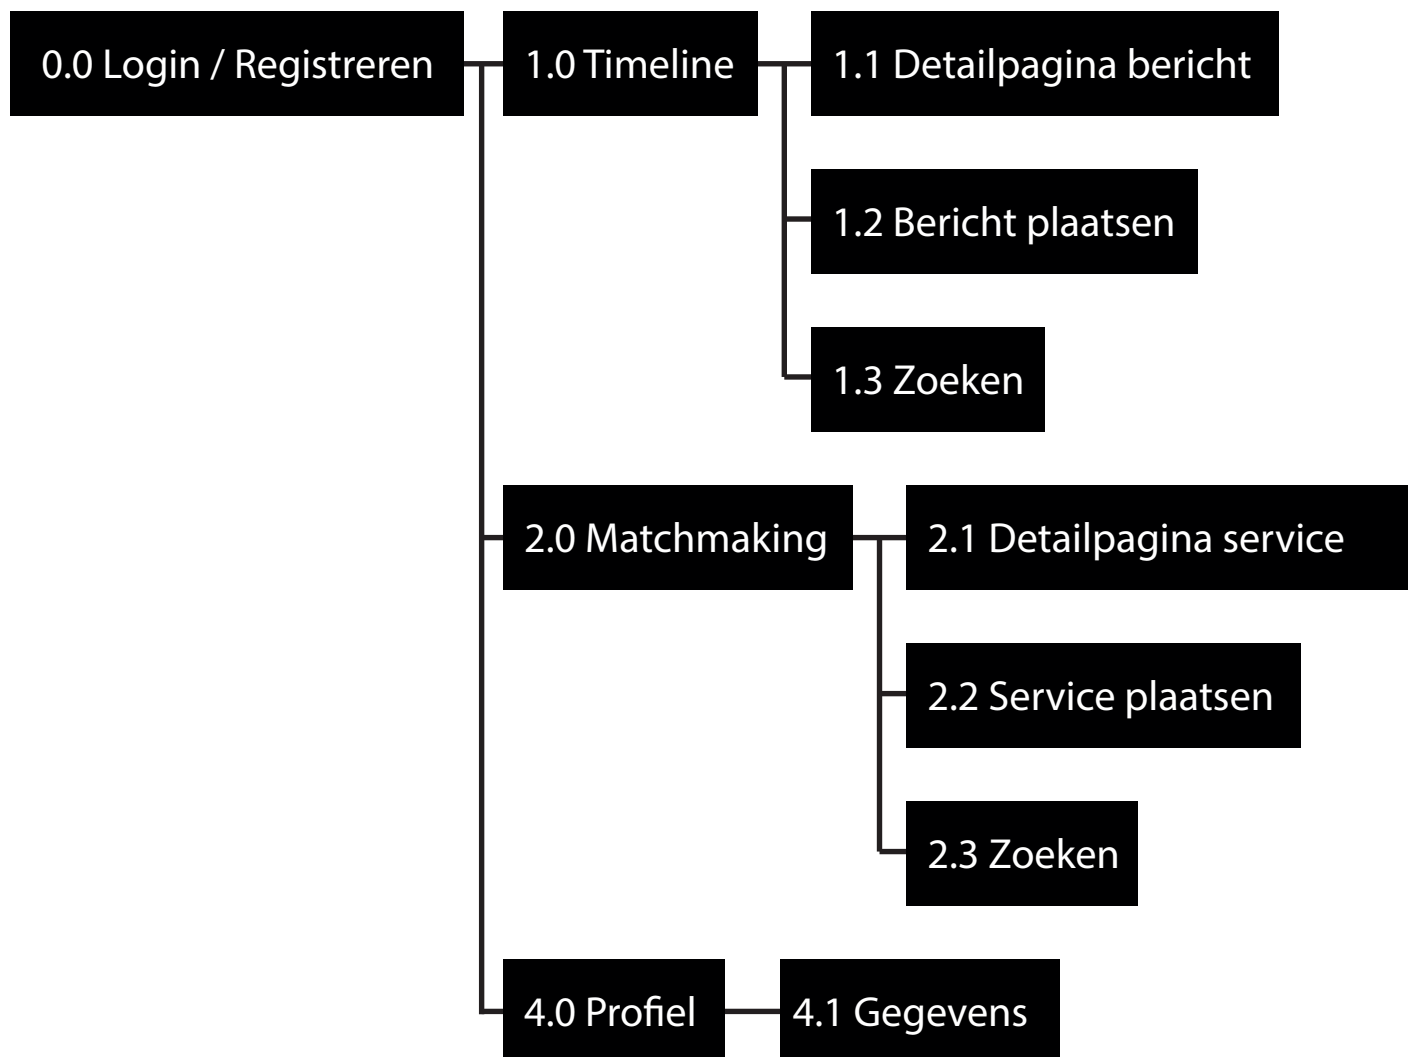 0.0 Login / Registreren
1.0 Timeline
1.1 Detailpagina bericht
1.2 Bericht plaatsen
1.3 Zoeken
2.0 Matchmaking
2.1 Detailpagina service
2.2 Service plaatsen
2.3 Zoeken
4.0 Profiel
4.1 Gegevens